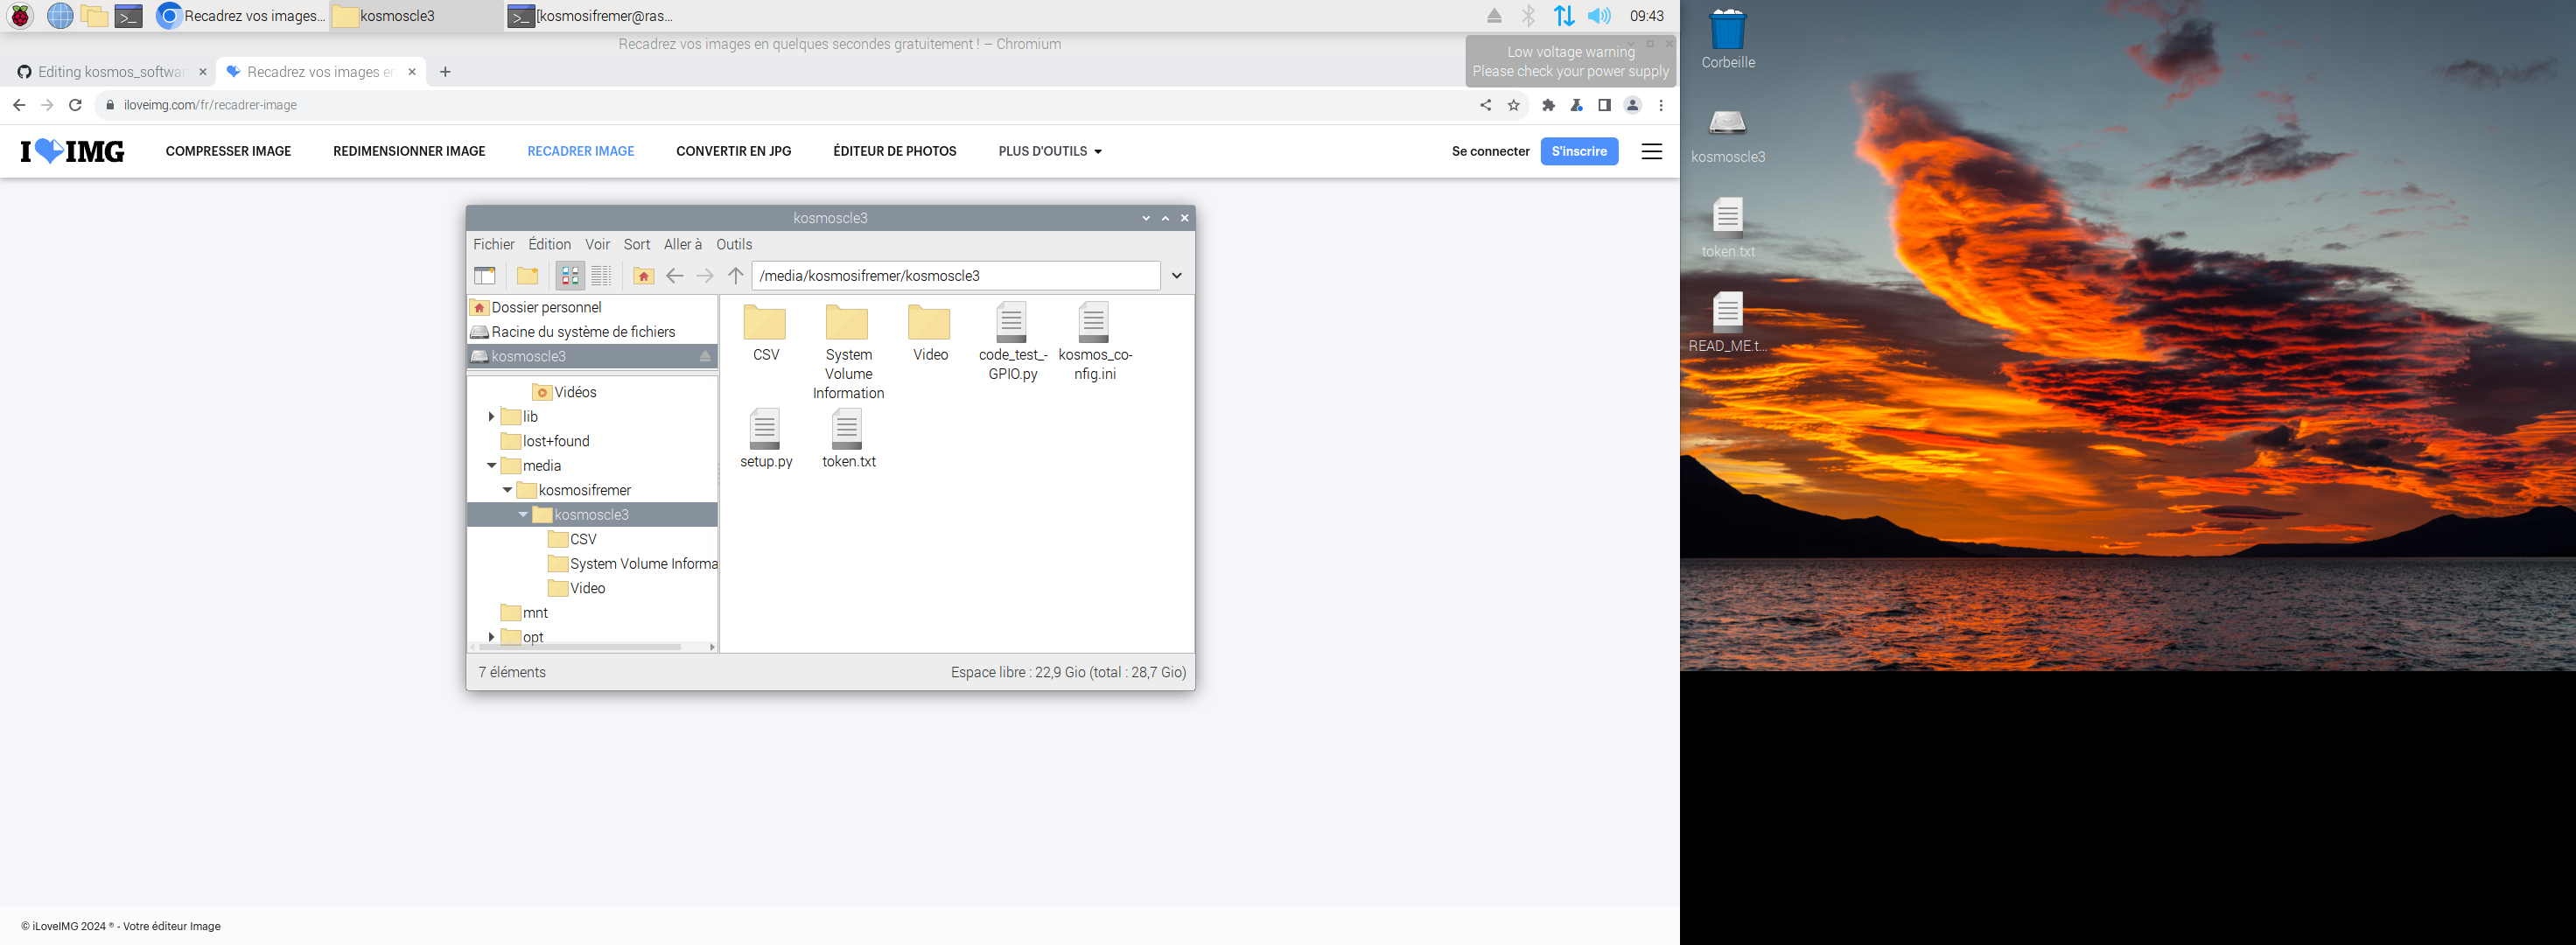 Recadrez vos images...
kosmoscle3
[kosmosifremer@ras...
09:43
Recadrez vos images en quelques secondes gratuitement ! – Chromium
Low voltage warning
Please check your power supply
Editing kosmos_softwar
Recadrez vos images en
iloveimg.com/fr/recadrer-image
I IMG
COMPRESSER IMAGE
REDIMENSIONNER IMAGE
RECADRER IMAGE
CONVERTIR EN JPG
ÉDITEUR DE PHOTOS
PLUS D'OUTILS
Se connecter
S'inscrire
kosmoscle3
Fichier Édition Voir Sort Aller à Outils
/media/kosmosifremer/kosmoscle3
Dossier personnel
Racine du système de fichiers
kosmoscle3
Vidéos
lib
lost+found
media
kosmosifremer
kosmoscle3
CSV
System Volume Informa
Video
mnt
opt
CSV
System
Volume
Information
Video
code_test_-
GPIO.py
kosmos_co-
nfig.ini
setup.py
token.txt
7 éléments
Espace libre : 22,9 Gio (total : 28,7 Gio)
© iLoveIMG 2024 ® - Votre éditeur Image
Corbeille
kosmoscle3
token.txt
READ_ME.t...